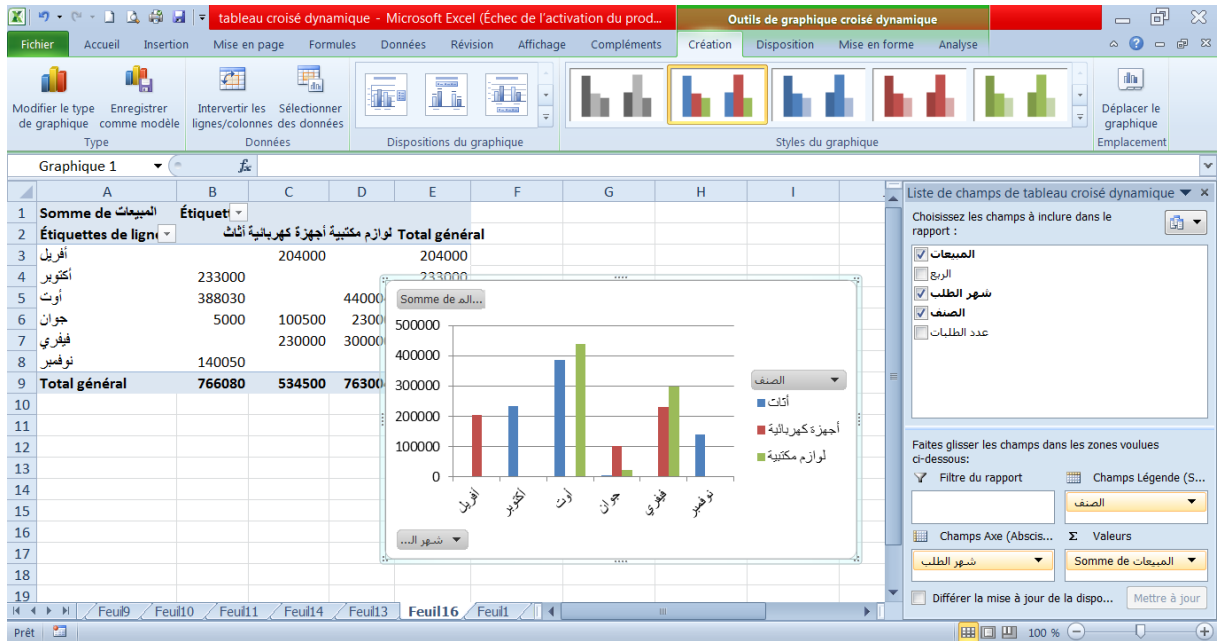 tableau croisé dynamique - Microsoft Excel (Échec de l'activation du prod...
Outils de graphique croisé dynamique
Fichier Accueil Insertion Mise en page Formules Données Révision Affichage Compléments Création Disposition Mise en forme Analyse
Modifier le type de graphique
Enregistrer comme modèle
Intervertir les lignes/colonnes
Sélectionner des données
Déplacer le graphique
Type Données Dispositions du graphique Styles du graphique Emplacement
Graphique 1 fx
A B C D E F G H I
1 Somme de المبيعات Étiquet
2 Étiquettes de lign أثاث أجهزة كهربائية لوازم مكتبية Total général
3 أفريل 204000 204000
4 أكتوبر 233000 233000
5 أوت 388030 44000
6 جوان 5000 100500 2300
7 فيفري 230000 30000
8 نوفمبر 140050
9 Total général 766080 534500 76300
10
11
12
13
14
15
16
17
18
19
Somme de الم...
500000
400000
300000
200000
100000
0
أفريل أكتوبر أوت جوان فيفري نوفمبر
الصنف
أثاث
أجهزة كهربائية
لوازم مكتبية
شهر ال...
Liste de champs de tableau croisé dynamique
Choisissez les champs à inclure dans le rapport :
المبيعات
الربع
شهر الطلب
الصنف
عدد الطلبات
Faites glisser les champs dans les zones voulues ci-dessous:
Filtre du rapport Champs Légende (S...
الصنف
Champs Axe (Abscis... Σ Valeurs
شهر الطلب Somme de المبيعات
Différer la mise à jour de la dispo... Mettre à jour
Feuil9 Feuil10 Feuil11 Feuil14 Feuil13 Feuil16 Feuil1
Prêt 100 %